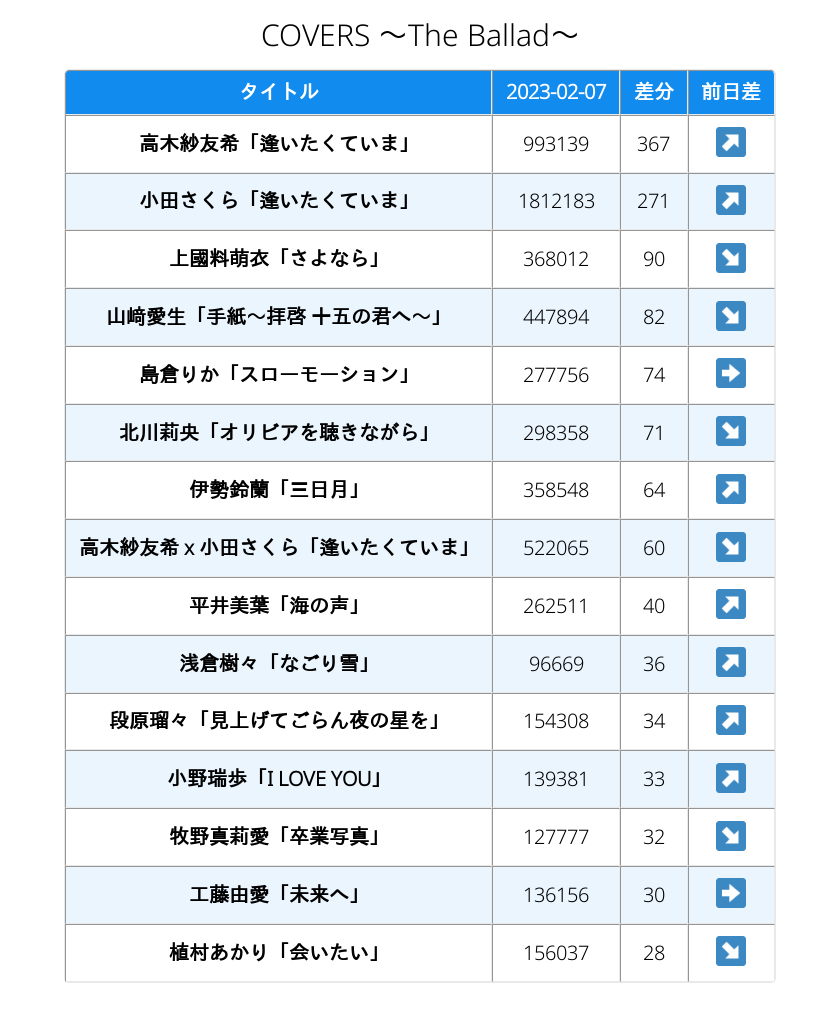 COVERS ～The Ballad～
タイトル 2023-02-07 差分 前日差
高木紗友希「逢いたくていま」 993139 367 ↗
小田さくら「逢いたくていま」 1812183 271 ↗
上國料萌衣「さよなら」 368012 90 ↘
山﨑愛生「手紙～拝啓 十五の君へ～」 447894 82 ↘
島倉りか「スローモーション」 277756 74 ➡
北川莉央「オリビアを聴きながら」 298358 71 ↘
伊勢鈴蘭「三日月」 358548 64 ↗
高木紗友希 x 小田さくら「逢いたくていま」 522065 60 ↘
平井美葉「海の声」 262511 40 ↗
浅倉樹々「なごり雪」 96669 36 ↗
段原瑠々「見上げてごらん夜の星を」 154308 34 ↗
小野瑞歩「I LOVE YOU」 139381 33 ↗
牧野真莉愛「卒業写真」 127777 32 ↘
工藤由愛「未来へ」 136156 30 ➡
植村あかり「会いたい」 156037 28 ↘